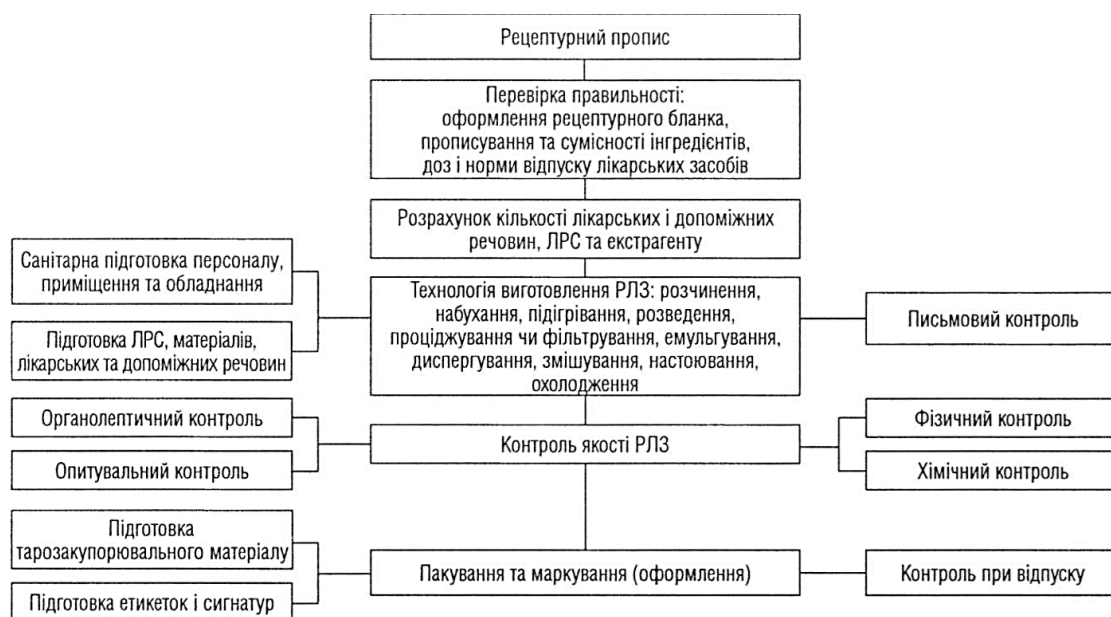 Рецептурний пропис
Перевірка правильності:
оформлення рецептурного бланка,
прописування та сумісності інгредієнтів,
доз і норми відпуску лікарських засобів
Розрахунок кількості лікарських і допоміжних
речовин, ЛРС та екстрагенту
Санітарна підготовка персоналу,
приміщення та обладнання
Підготовка ЛРС, матеріалів,
лікарських та допоміжних речовин
Технологія виготовлення РЛЗ: розчинення,
набухання, підігрівання, розведення,
проціджування чи фільтрування, емульгування,
диспергування, змішування, настоювання,
охолодження
Письмовий контроль
Органолептичний контроль
Опитувальний контроль
Контроль якості РЛЗ
Фізичний контроль
Хімічний контроль
Підготовка
тарозакупорювального матеріалу
Підготовка етикеток і сигнатур
Пакування та маркування (оформлення)
Контроль при відпуску